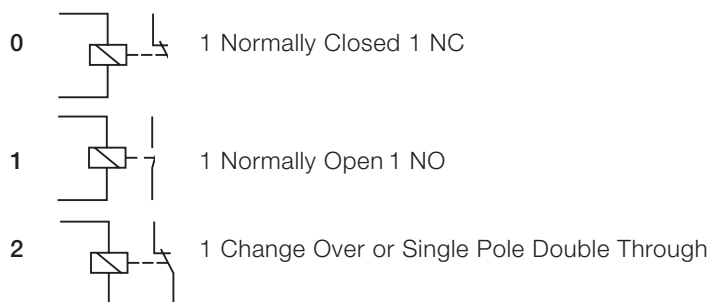 0 1 Normally Closed 1 NC
1 1 Normally Open 1 NO
2 1 Change Over or Single Pole Double Through